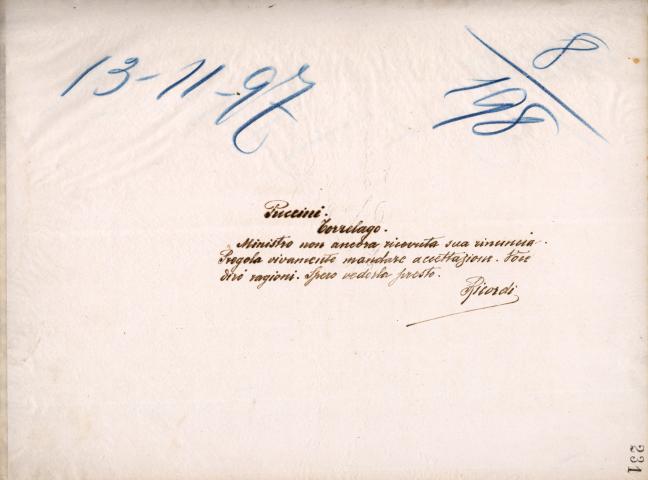 13-11-97
8/198
Puccini.
Torrelago.
Ministro non ancora ricevuta sua rinuncia.
Pregola vivamente mandare accettazione. Voce
dirò ragioni. Spero vederla presto.
Ricordi
231